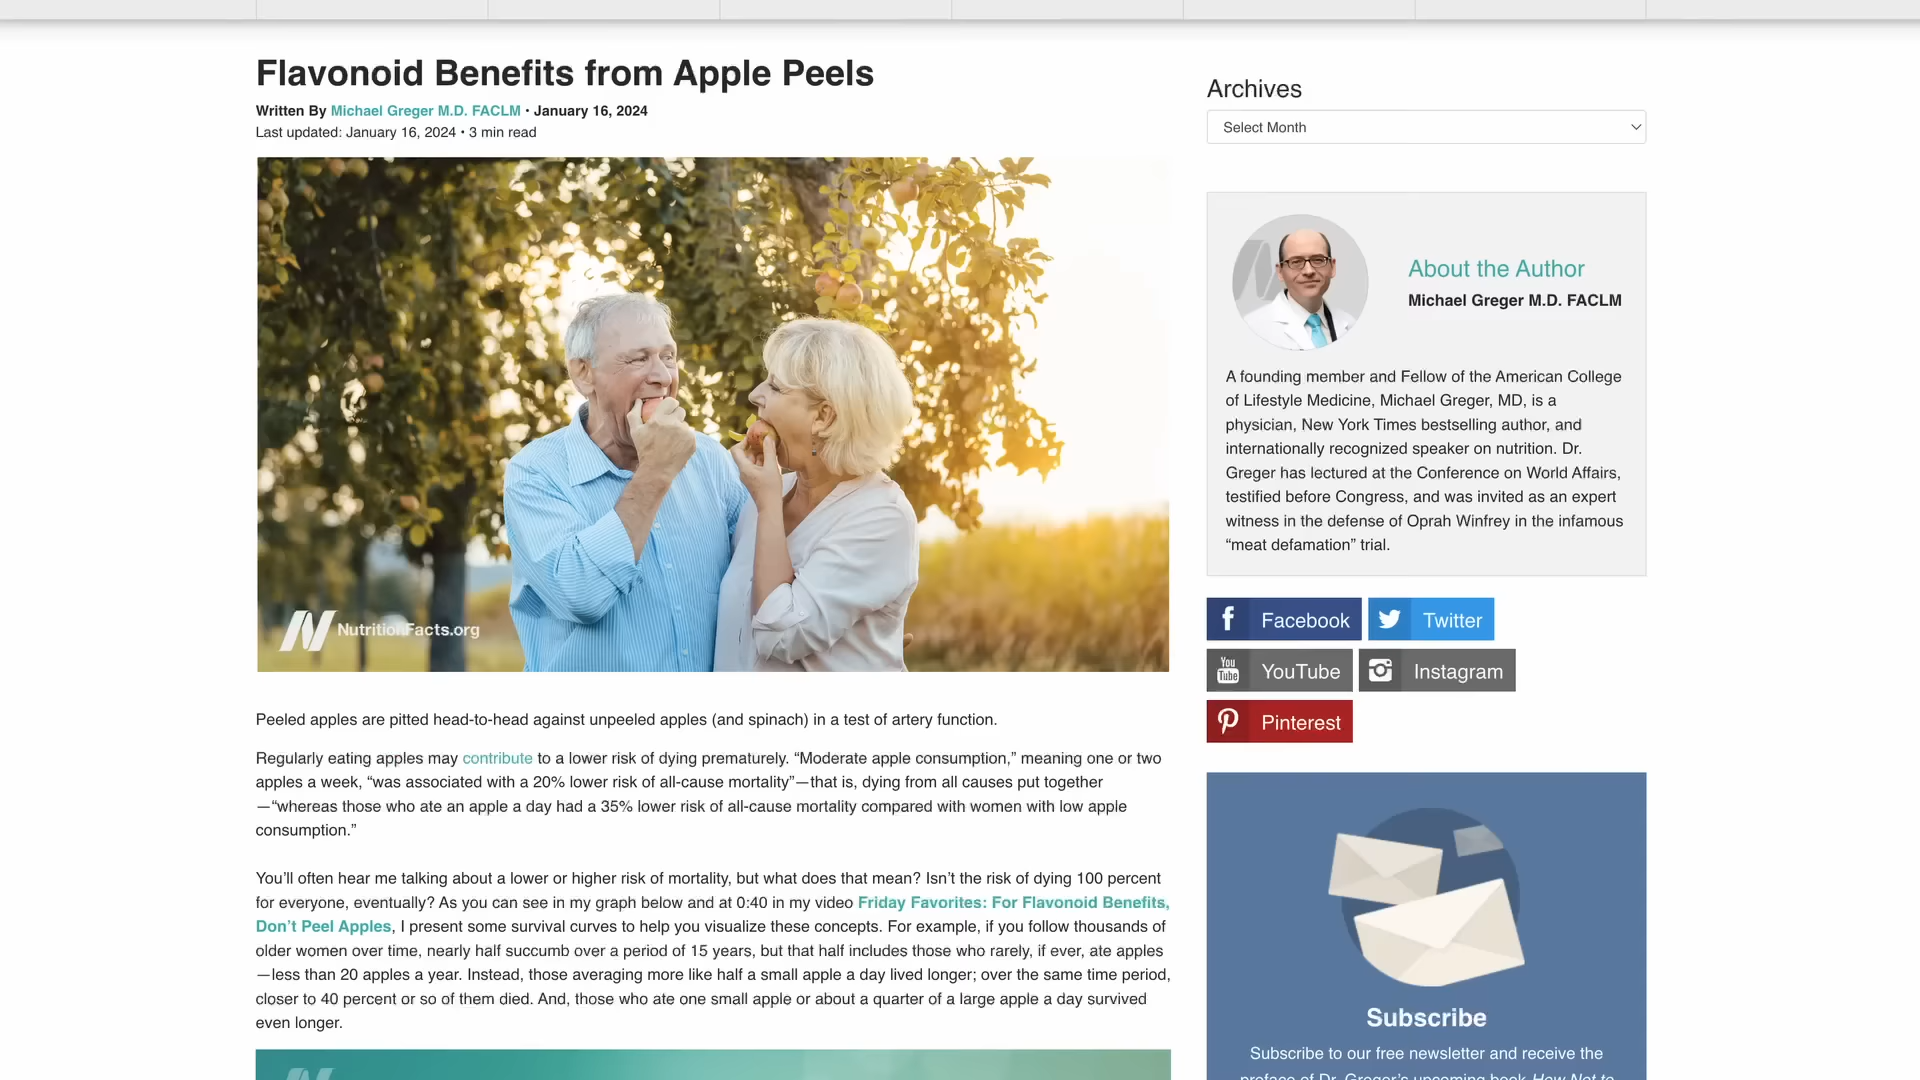 Flavonoid Benefits from Apple Peels
Written By Michael Greger M.D. FACLM • January 16, 2024
Last updated: January 16, 2024 • 3 min read
NutritionFacts.org
Peeled apples are pitted head-to-head against unpeeled apples (and spinach) in a test of artery function.
Regularly eating apples may contribute to a lower risk of dying prematurely. “Moderate apple consumption,” meaning one or two
apples a week, “was associated with a 20% lower risk of all-cause mortality”—that is, dying from all causes put together
—“whereas those who ate an apple a day had a 35% lower risk of all-cause mortality compared with women with low apple
consumption.”
You’ll often hear me talking about a lower or higher risk of mortality, but what does that mean? Isn’t the risk of dying 100 percent
for everyone, eventually? As you can see in my graph below and at 0:40 in my video Friday Favorites: For Flavonoid Benefits,
Don’t Peel Apples, I present some survival curves to help you visualize these concepts. For example, if you follow thousands of
older women over time, nearly half succumb over a period of 15 years, but that half includes those who rarely, if ever, ate apples
—less than 20 apples a year. Instead, those averaging more like half a small apple a day lived longer; over the same time period,
closer to 40 percent or so of them died. And, those who ate one small apple or about a quarter of a large apple a day survived
even longer.
Archives
Select Month
About the Author
Michael Greger M.D. FACLM
A founding member and Fellow of the American College
of Lifestyle Medicine, Michael Greger, MD, is a
physician, New York Times bestselling author, and
internationally recognized speaker on nutrition. Dr.
Greger has lectured at the Conference on World Affairs,
testified before Congress, and was invited as an expert
witness in the defense of Oprah Winfrey in the infamous
“meat defamation” trial.
Facebook
Twitter
You Tube YouTube
Instagram
Pinterest
Subscribe
Subscribe to our free newsletter and receive the
preface of Dr. Greger’s upcoming book How Not to